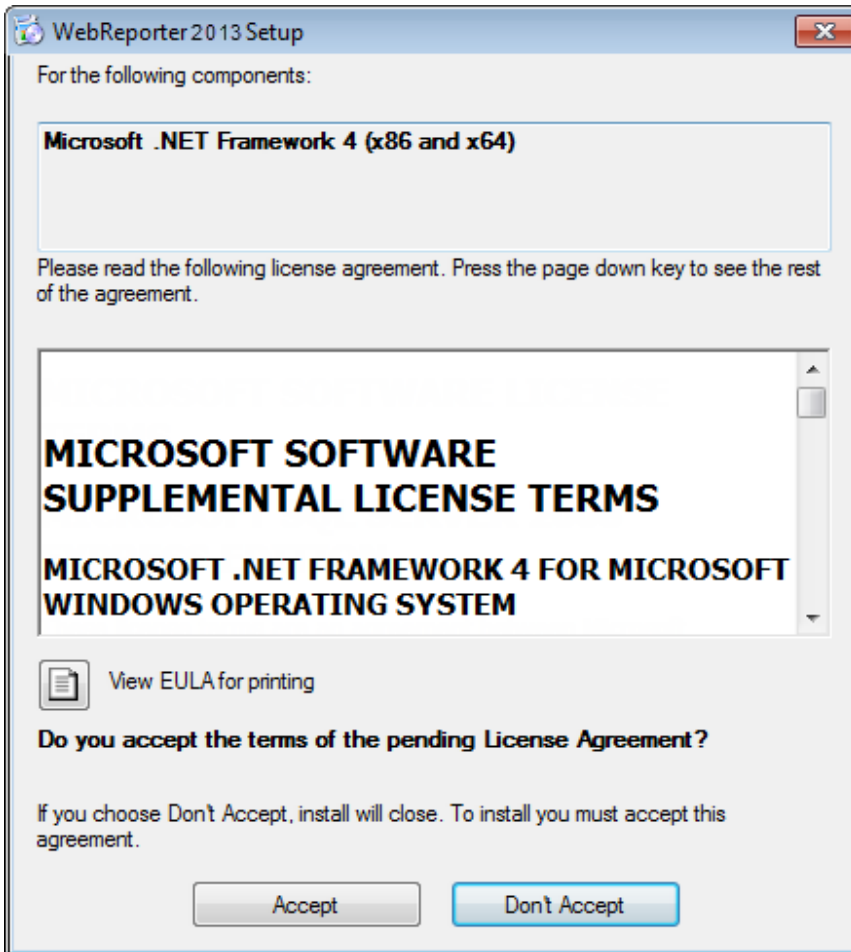 WebReporter 2013 Setup
For the following components:
Microsoft .NET Framework 4 (x86 and x64)
Please read the following license agreement. Press the page down key to see the rest
of the agreement.
MICROSOFT SOFTWARE
SUPPLEMENTAL LICENSE TERMS
MICROSOFT .NET FRAMEWORK 4 FOR MICROSOFT
WINDOWS OPERATING SYSTEM
View EULA for printing
Do you accept the terms of the pending License Agreement?
If you choose Don't Accept, install will close. To install you must accept this
agreement.
Accept
Don't Accept